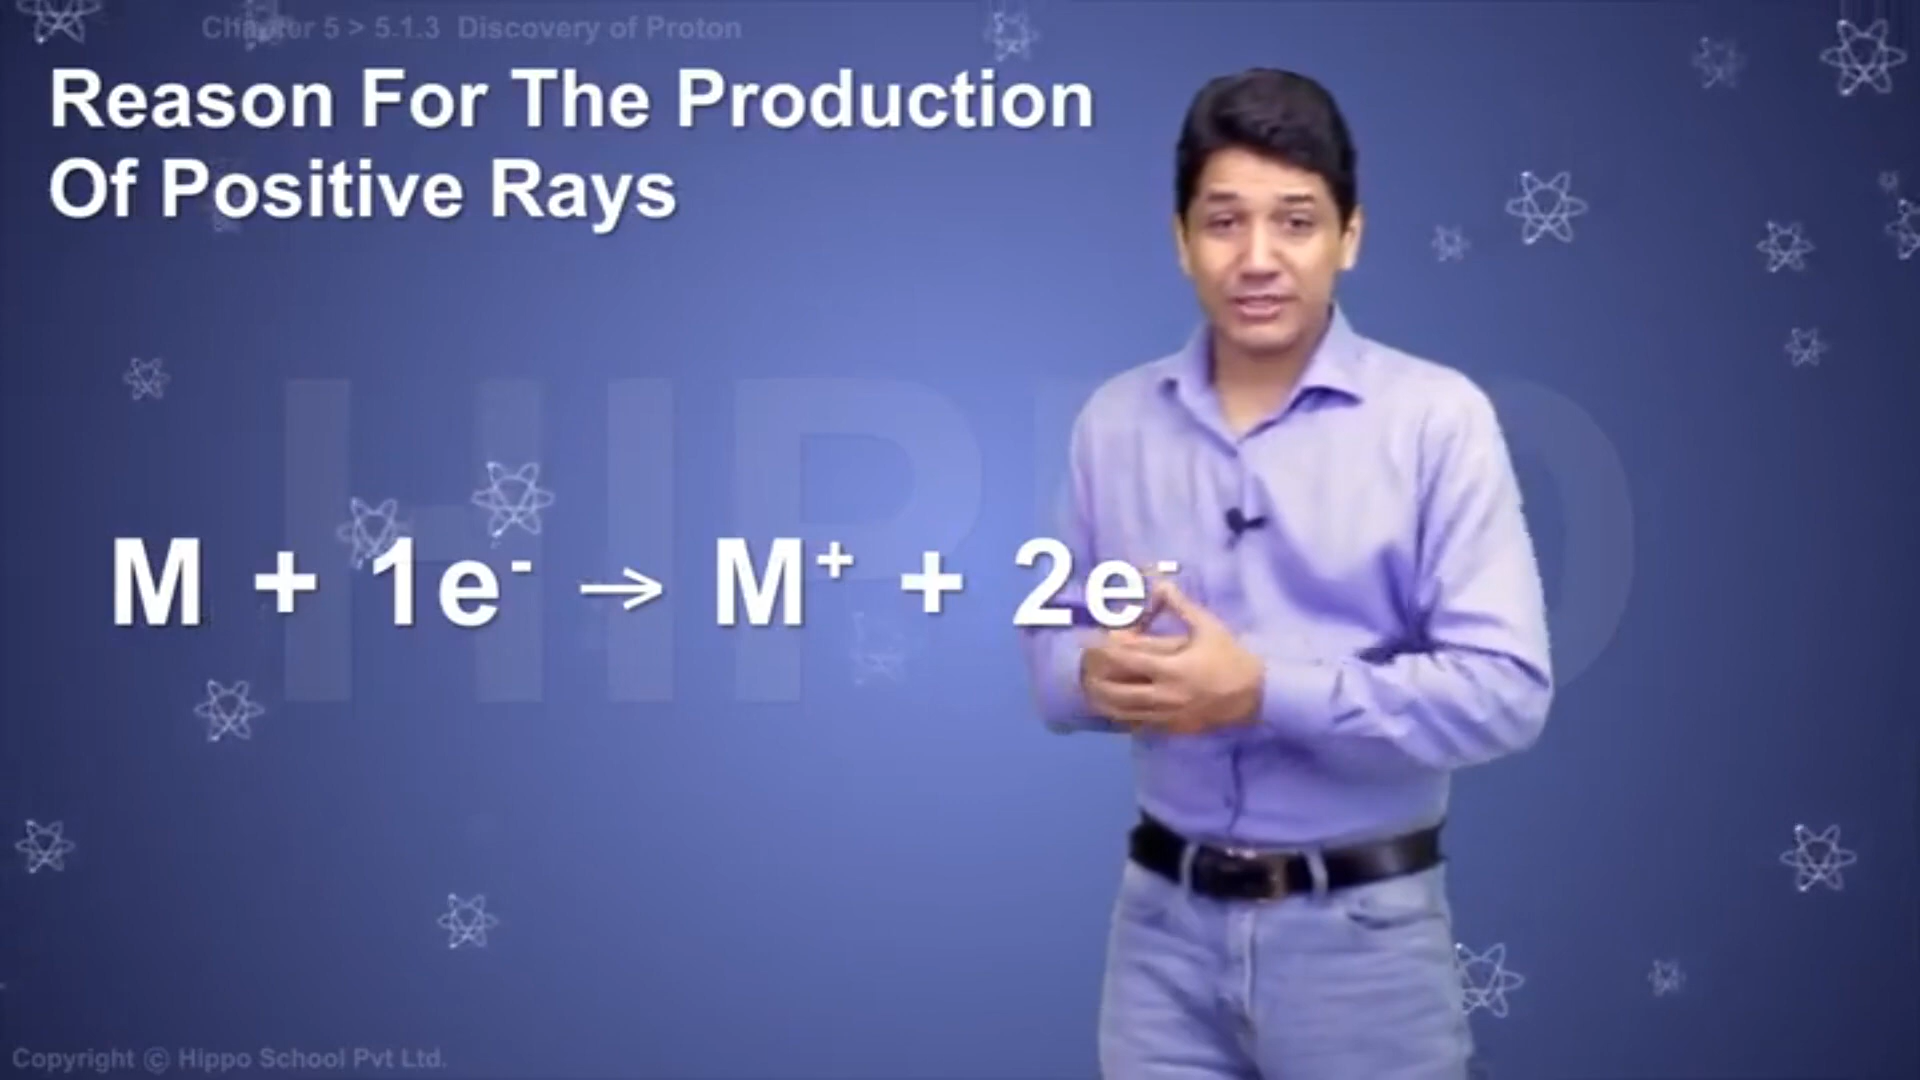 Chapter 5 > 5.1.3 Discovery of Proton
Reason For The Production
Of Positive Rays
HIPPO
M + 1e⁻ → M⁺ + 2e⁻
Copyright © Hippo School Pvt Ltd.